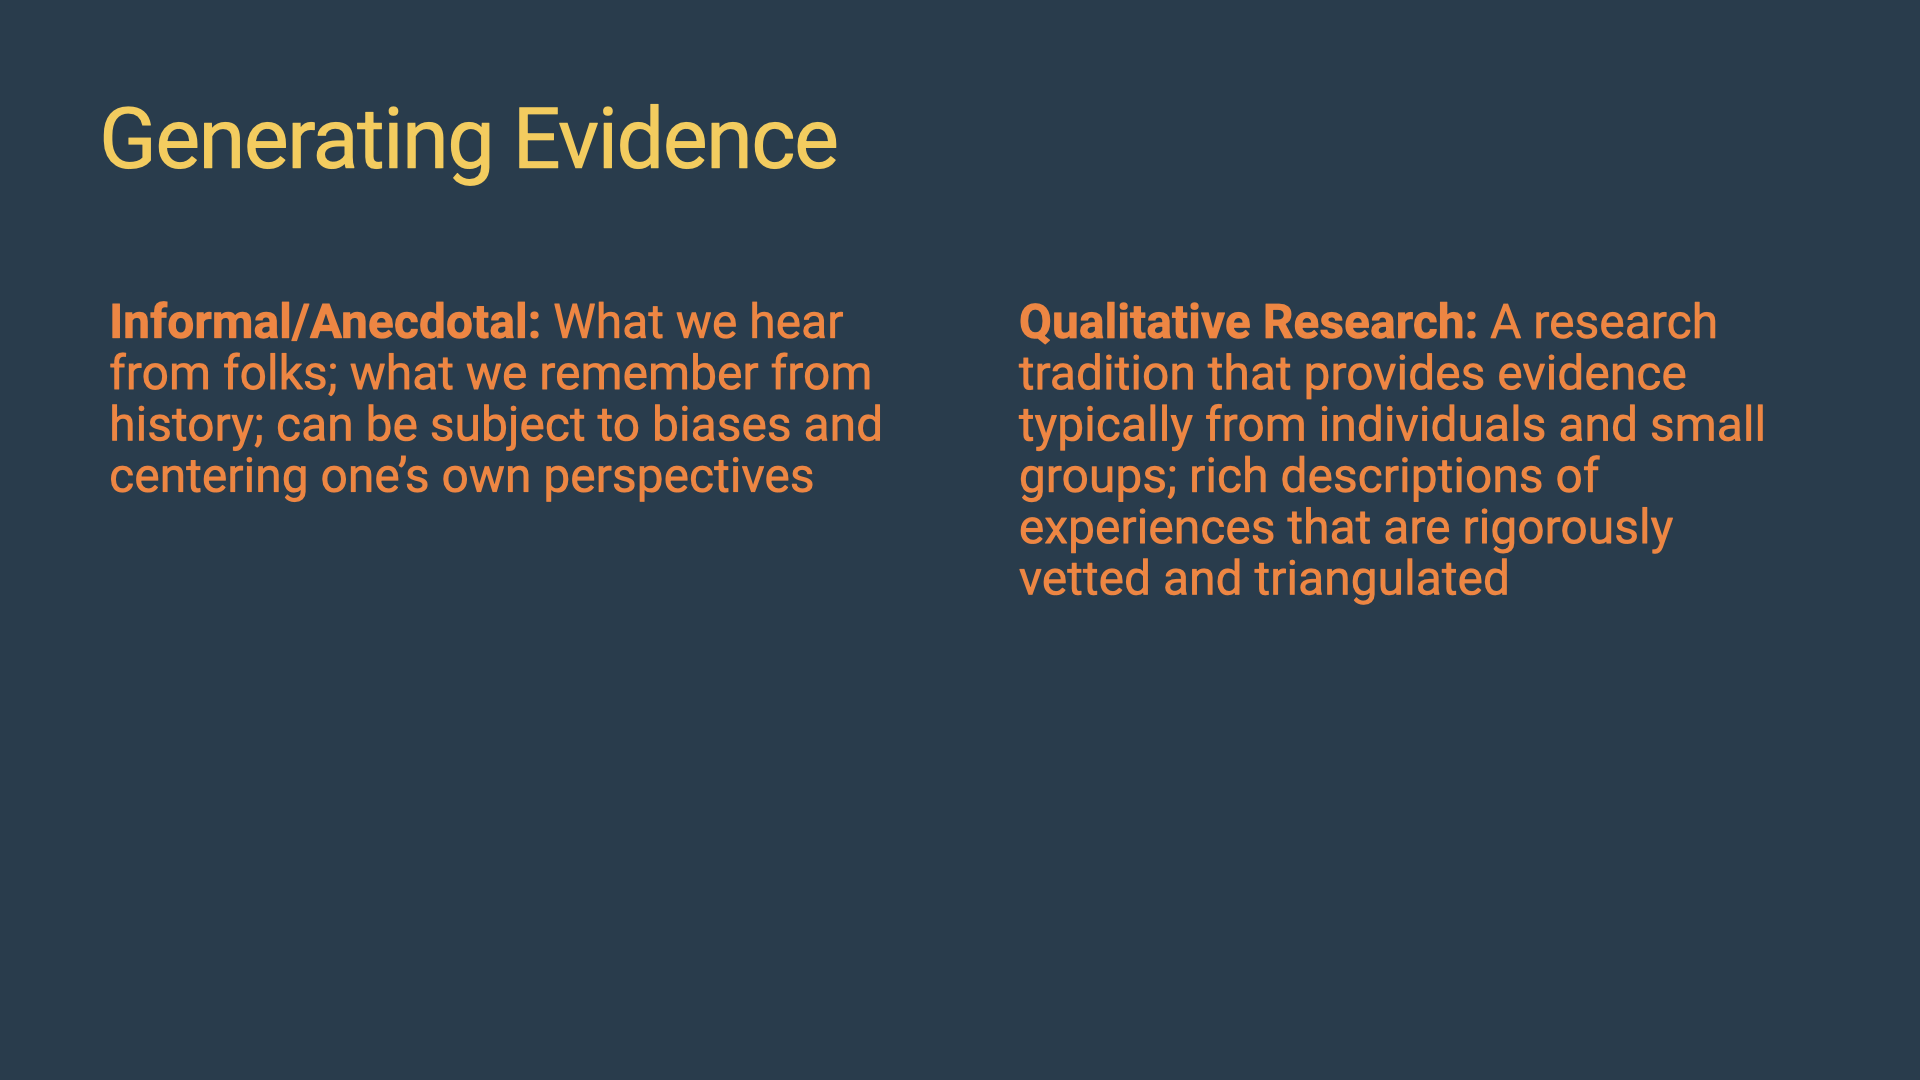 Generating Evidence
Informal/Anecdotal: What we hear
from folks; what we remember from
history; can be subject to biases and
centering one’s own perspectives
Qualitative Research: A research
tradition that provides evidence
typically from individuals and small
groups; rich descriptions of
experiences that are rigorously
vetted and triangulated